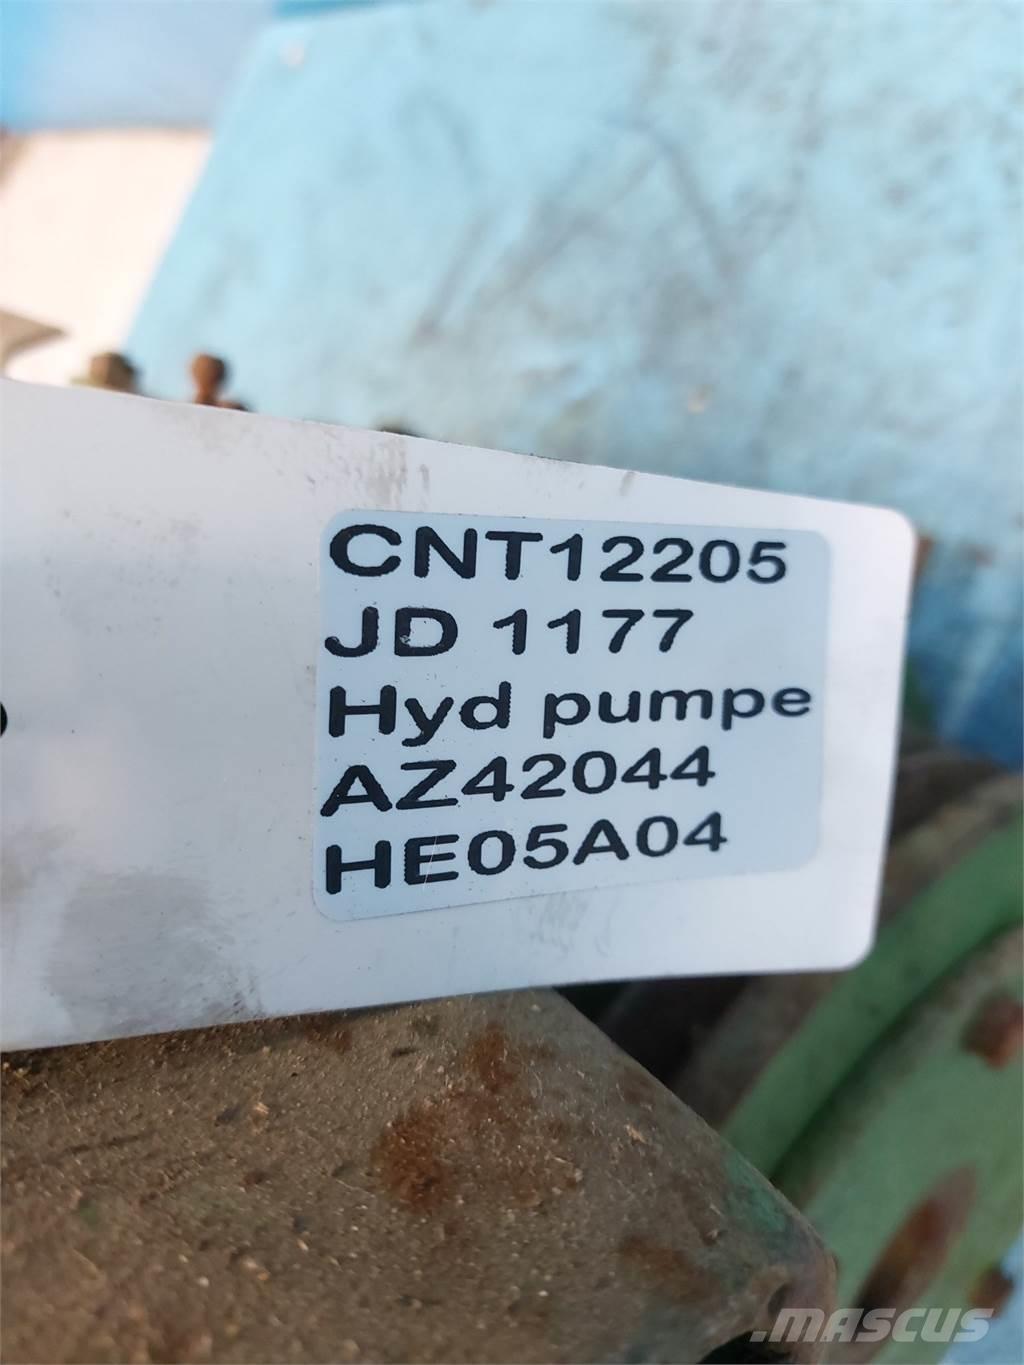 CNT12205
JD 1177
Hyd pumpe
AZ42044
HE05A04
.MASCUS